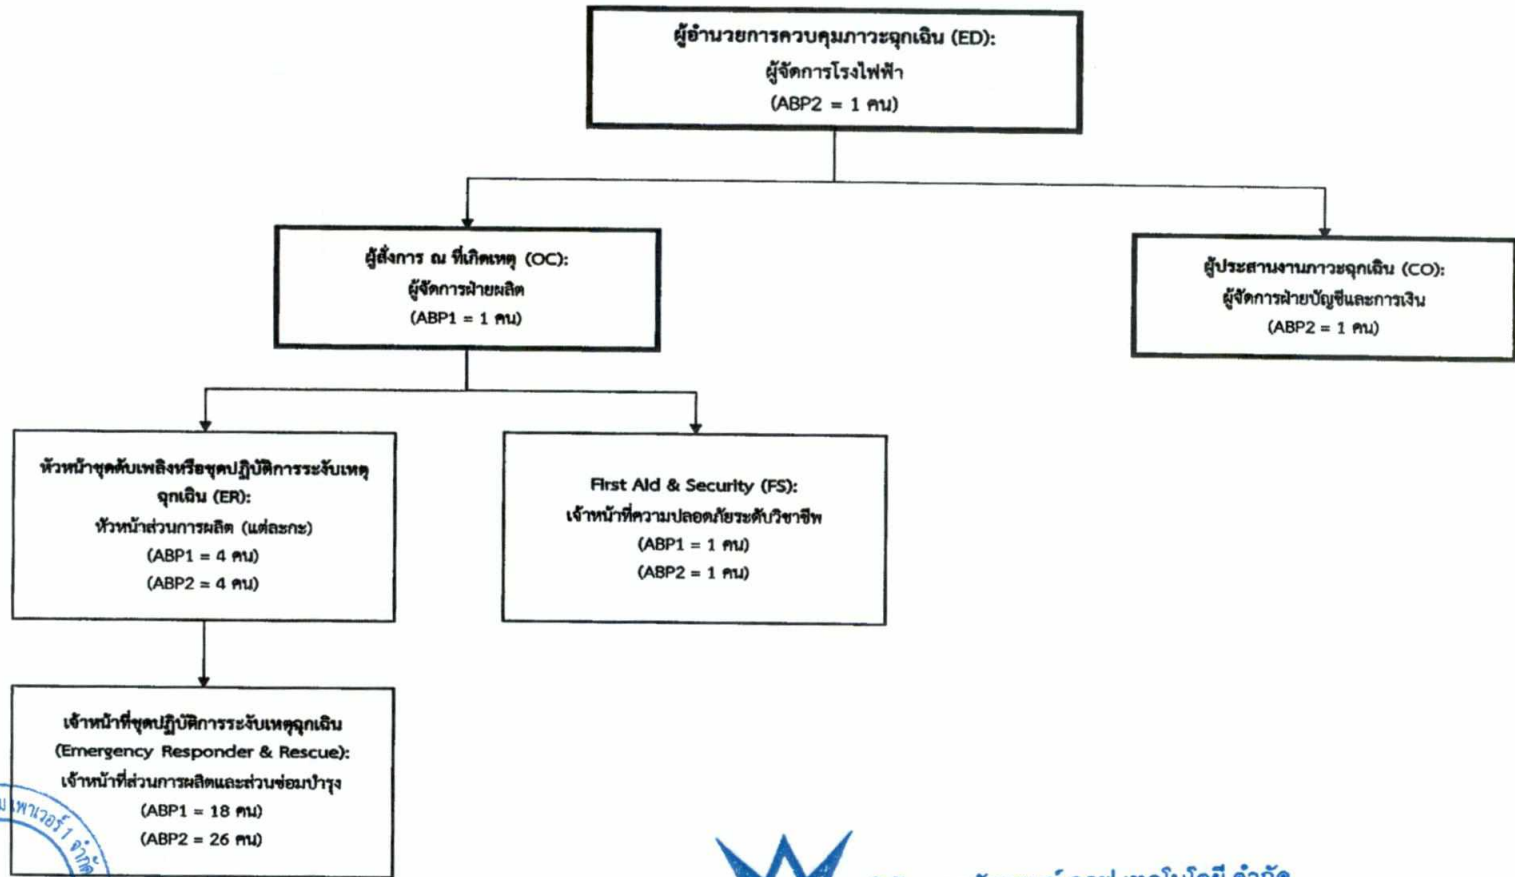 ผู้อำนวยการควบคุมภาวะฉุกเฉิน (ED):
ผู้จัดการโรงไฟฟ้า
(ABP2 = 1 คน)
ผู้สั่งการ ณ ที่เกิดเหตุ (OC):
ผู้จัดการฝ่ายผลิต
(ABP1 = 1 คน)
ผู้ประสานงานภาวะฉุกเฉิน (CO):
ผู้จัดการฝ่ายบัญชีและการเงิน
(ABP2 = 1 คน)
หัวหน้าชุดดับเพลิงหรือชุดปฏิบัติการระงับเหตุ
ฉุกเฉิน (ER):
หัวหน้าส่วนการผลิต (แต่ละกะ)
(ABP1 = 4 คน)
(ABP2 = 4 คน)
First Aid & Security (FS):
เจ้าหน้าที่ความปลอดภัยระดับวิชาชีพ
(ABP1 = 1 คน)
(ABP2 = 1 คน)
เจ้าหน้าที่ชุดปฏิบัติการระงับเหตุฉุกเฉิน
(Emergency Responder & Rescue):
เจ้าหน้าที่ส่วนการผลิตและส่วนซ่อมบำรุง
(ABP1 = 18 คน)
(ABP2 = 26 คน)
เพาเวอร์ 1 จำกัด